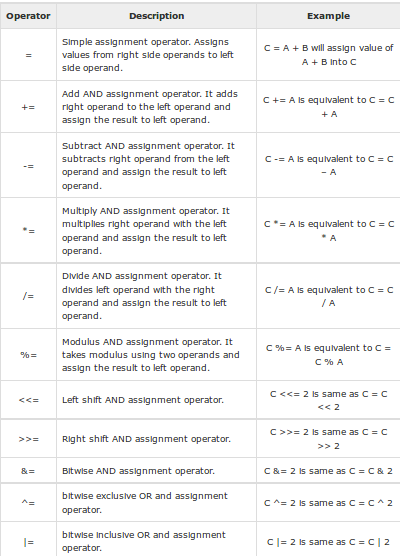 Operator Description Example
= Simple assignment operator. Assigns
values from right side operands to left
side operand.
C = A + B will assign value of
A + B into C
+= Add AND assignment operator. It adds
right operand to the left operand and
assign the result to left operand.
C += A is equivalent to C = C
+ A
-= Subtract AND assignment operator. It
subtracts right operand from the left
operand and assign the result to left
operand.
C -= A is equivalent to C = C
– A
*= Multiply AND assignment operator. It
multiplies right operand with the left
operand and assign the result to left
operand.
C *= A is equivalent to C = C
* A
/= Divide AND assignment operator. It
divides left operand with the right
operand and assign the result to left
operand.
C /= A is equivalent to C = C
/ A
%= Modulus AND assignment operator. It
takes modulus using two operands and
assign the result to left operand.
C %= A is equivalent to C =
C % A
<<= Left shift AND assignment operator.
C <<= 2 is same as C = C
<< 2
>>= Right shift AND assignment operator.
C >>= 2 is same as C = C
>> 2
&= Bitwise AND assignment operator. C &= 2 is same as C = C & 2
^= bitwise exclusive OR and assignment
operator.
C ^= 2 is same as C = C ^ 2
|= bitwise inclusive OR and assignment
operator.
C |= 2 is same as C = C | 2